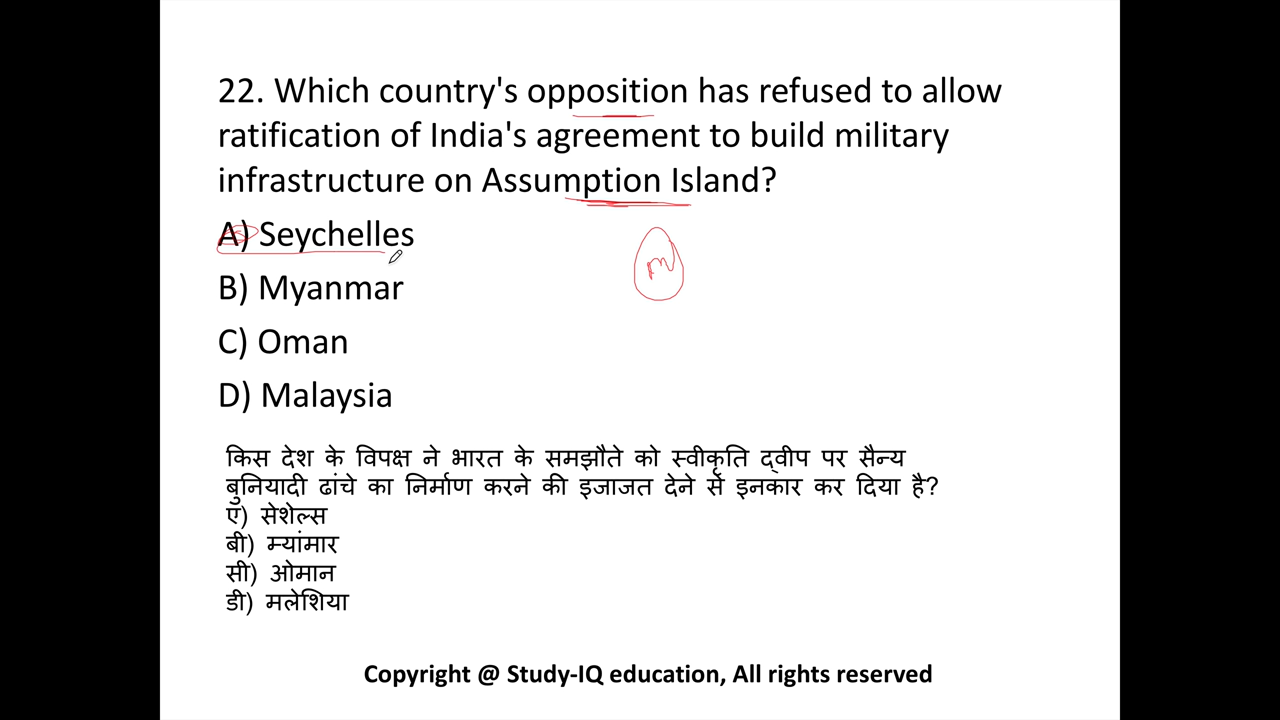 22. Which country's opposition has refused to allow
ratification of India's agreement to build military
infrastructure on Assumption Island?
A) Seychelles
m
B) Myanmar
C) Oman
D) Malaysia
किस देश के विपक्ष ने भारत के समझौते को स्वीकृति द्वीप पर सैन्य
बुनियादी ढांचे का निर्माण करने की इजाजत देने से इनकार कर दिया है?
ए) सेशेल्स
बी) म्यांमार
सी) ओमान
डी) मलेशिया
Copyright @ Study-IQ education, All rights reserved